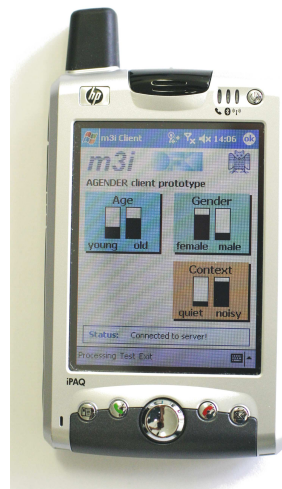 hp
m3i Client 14:06 ok
m3i DFKI
AGENDER client prototype
Age
young old
Gender
female male
Context
quiet noisy
Status: Connected to server!
Processing Test Exit
iPAQ